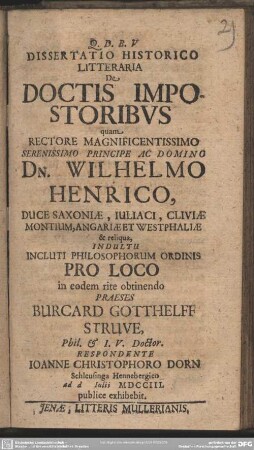 2)
Q. D. B. V
DISSERTATIO HISTORICO
LITTERARIA
De
DOCTIS IMPO-
STORIBVS
quam
RECTORE MAGNIFICENTISSIMO
SERENISSIMO PRINCIPE AC DOMINO
DN. WILHELMO
HENRICO,
DUCE SAXONIÆ, IULIACI, CLIVIÆ
MONTIUM, ANGARIÆ ET WESTPHALIÆ
& reliqua,
INDULTU
INCLUTI PHILOSOPHORUM ORDINIS
PRO LOCO
in eodem rite obtinendo
PRAESES
BURCARD GOTTHELFF
STRUVE,
Phil. & I. V. Doctor.
RESPONDENTE
IOANNE CHRISTOPHORO DORN
Schleusinga Hennebergico
ad d Iulii MDCCIII.
publice exhibebit.
JENÆ, LITTERIS MULLERIANIS,